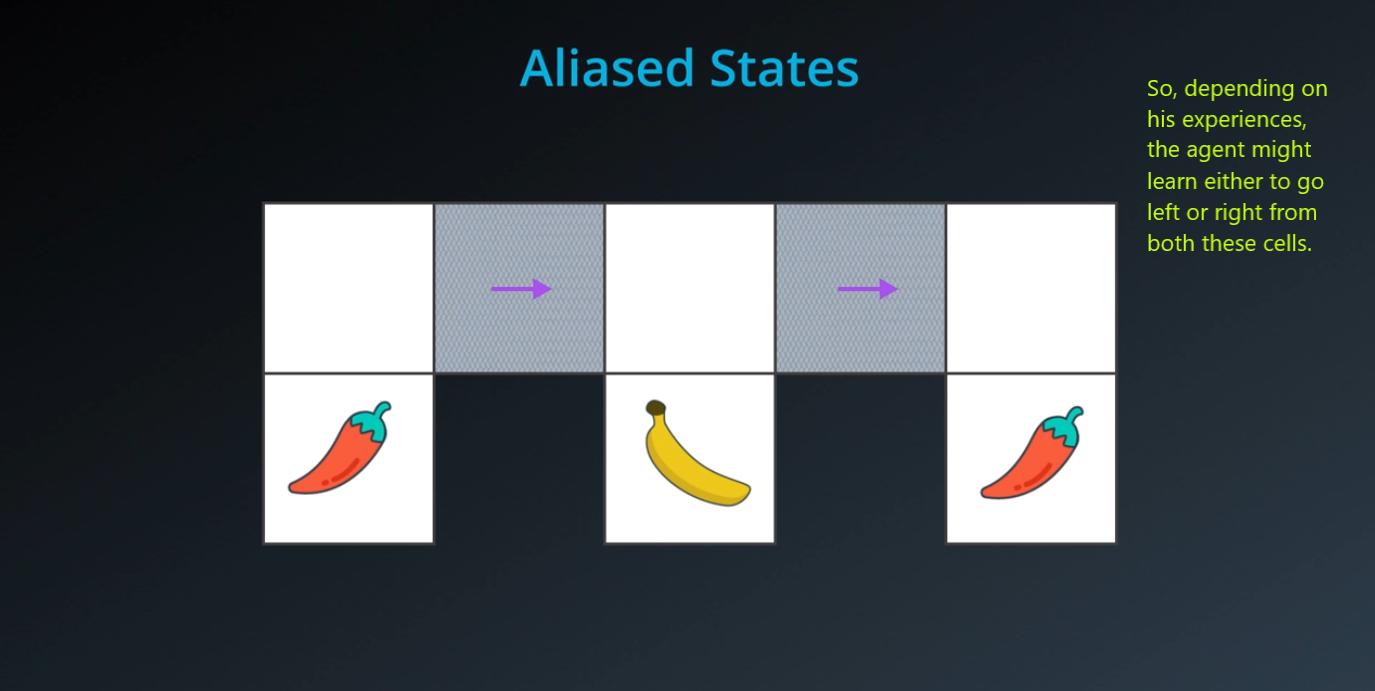 Aliased States
So, depending on
his experiences,
the agent might
learn either to go
left or right from
both these cells.